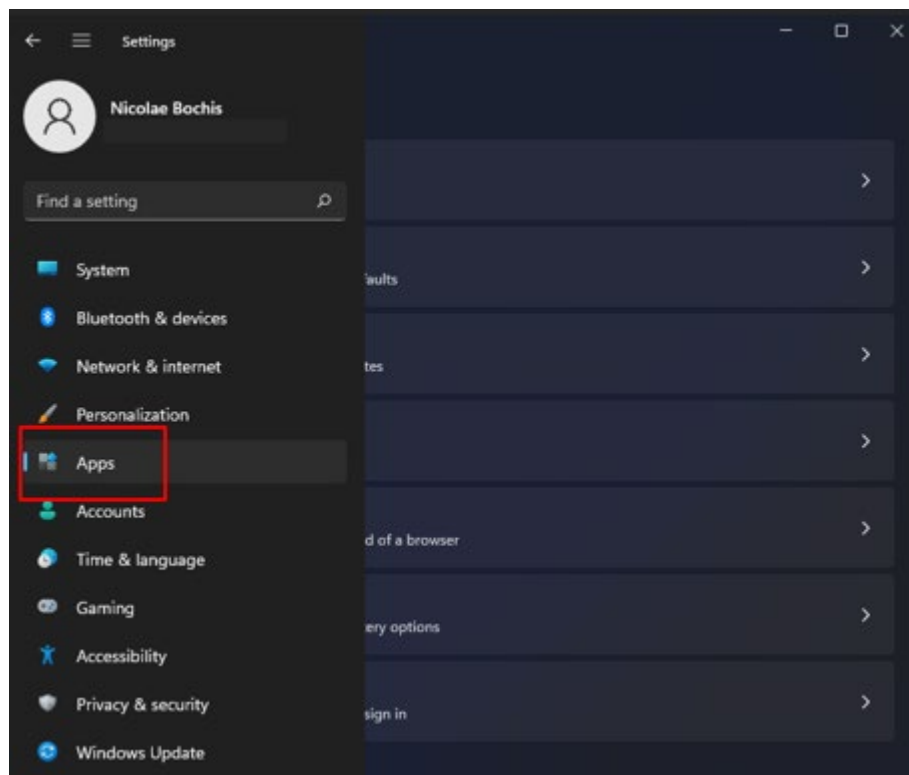 Settings
Nicolae Bochis
Find a setting
System
Bluetooth & devices
Network & internet
Personalization
Apps
Accounts
Time & language
Gaming
Accessibility
Privacy & security
Windows Update
aults
tes
d of a browser
ery options
sign in